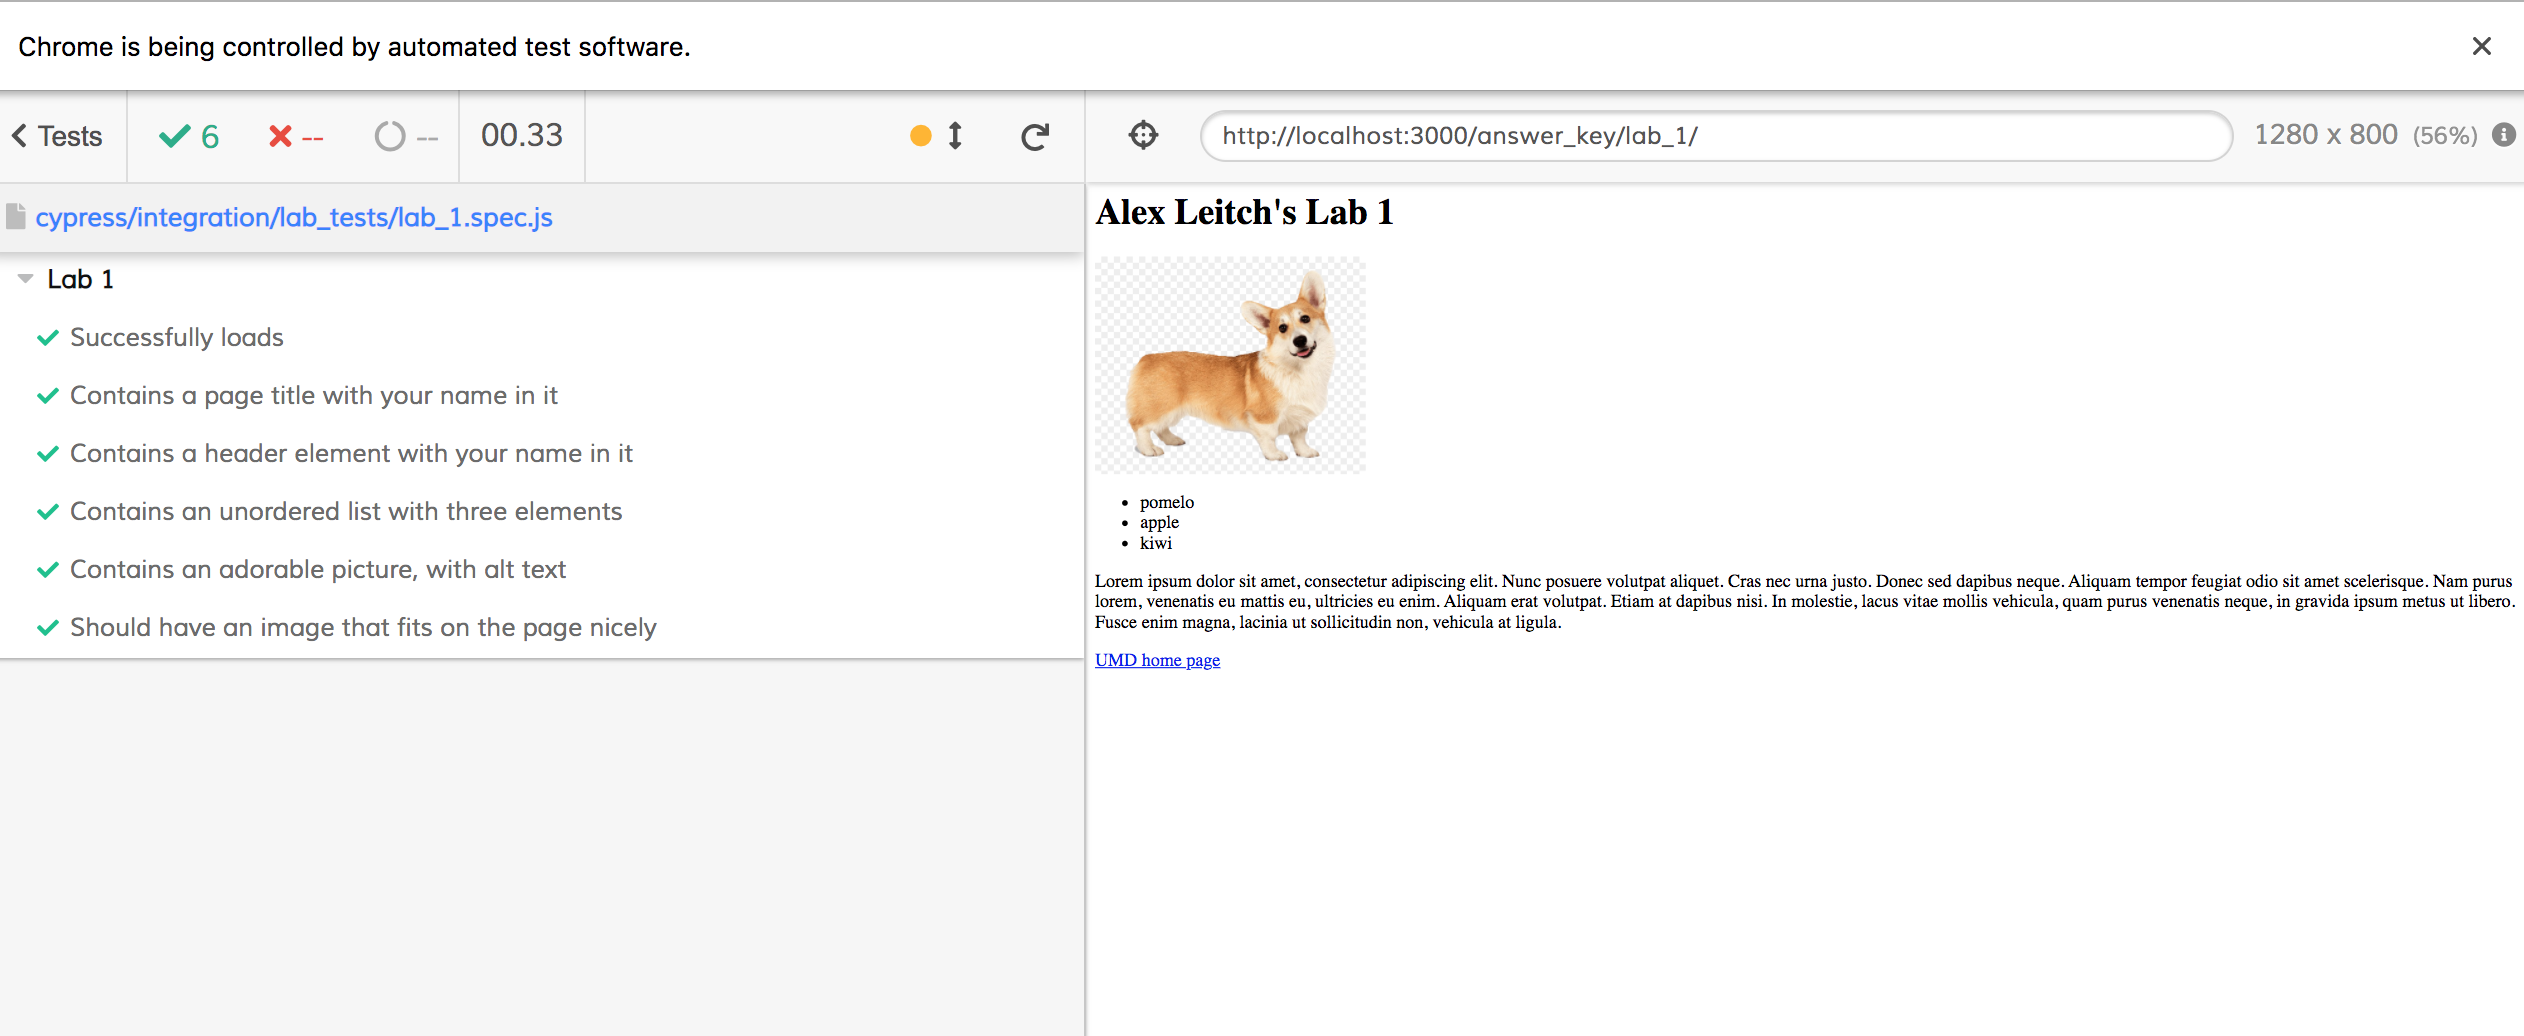 Chrome is being controlled by automated test software.
Tests 6 -- -- 00.33
http://localhost:3000/answer_key/lab_1/ 1280 x 800 (56%)
cypress/integration/lab_tests/lab_1.spec.js
Lab 1
Successfully loads
Contains a page title with your name in it
Contains a header element with your name in it
Contains an unordered list with three elements
Contains an adorable picture, with alt text
Should have an image that fits on the page nicely
Alex Leitch's Lab 1
pomelo
apple
kiwi
Lorem ipsum dolor sit amet, consectetur adipiscing elit. Nunc posuere volutpat aliquet. Cras nec urna justo. Donec sed dapibus neque. Aliquam tempor feugiat odio sit amet scelerisque. Nam purus
lorem, venenatis eu mattis eu, ultricies eu enim. Aliquam erat volutpat. Etiam at dapibus nisi. In molestie, lacus vitae mollis vehicula, quam purus venenatis neque, in gravida ipsum metus ut libero.
Fusce enim magna, lacinia ut sollicitudin non, vehicula at ligula.
UMD home page